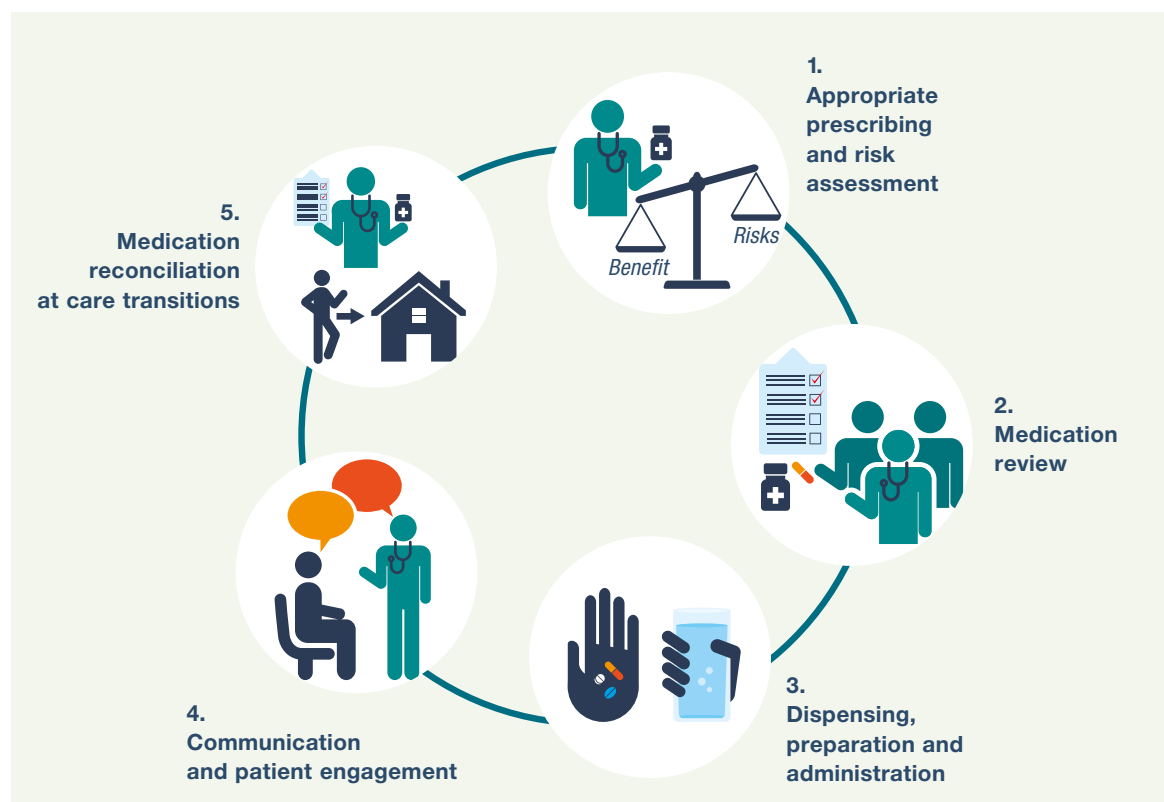 1.
Appropriate
prescribing
and risk
assessment
Benefit
Risks
2.
Medication
review
3.
Dispensing,
preparation and
administration
4.
Communication
and patient engagement
5.
Medication
reconciliation
at care transitions